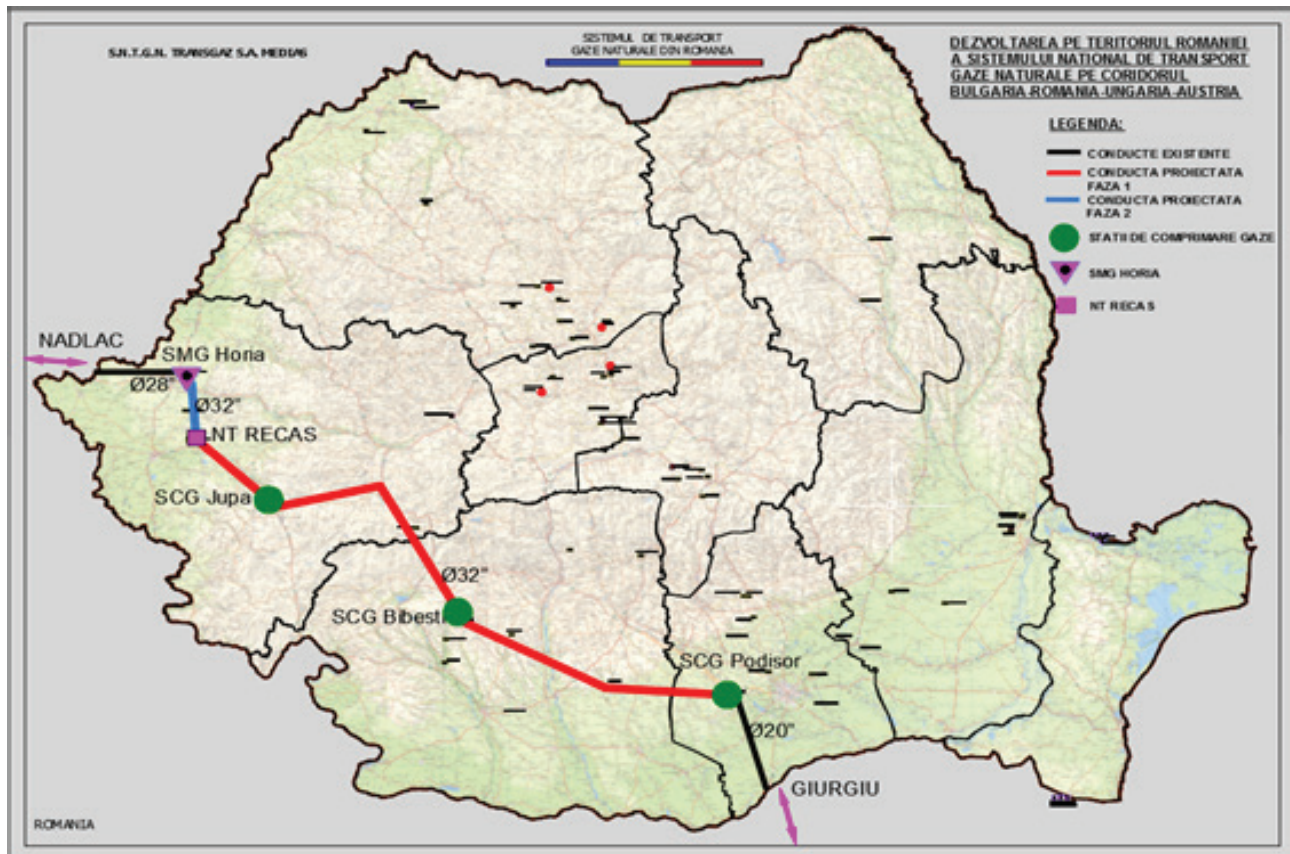 S.N.T.G.N. TRANSGAZ S.A. MEDIAS
SISTEMUL DE TRANSPORT
GAZE NATURALE DIN ROMANIA
DEZVOLTAREA PE TERITORIUL ROMANIEI
A SISTEMULUI NATIONAL DE TRANSPORT
GAZE NATURALE PE CORIDORUL
BULGARIA-ROMANIA-UNGARIA-AUSTRIA
LEGENDA:
CONDUCTE EXISTENTE
CONDUCTA PROIECTATA
FAZA 1
CONDUCTA PROIECTATA
FAZA 2
STATII DE COMPRIMARE GAZE
SMG HORIA
NT RECAS
NADLAC
SMG Horia
Ø28"
Ø32"
NT RECAS
SCG Jupa
Ø32"
SCG Bibesti
SCG Podisor
Ø20"
GIURGIU
ROMANIA